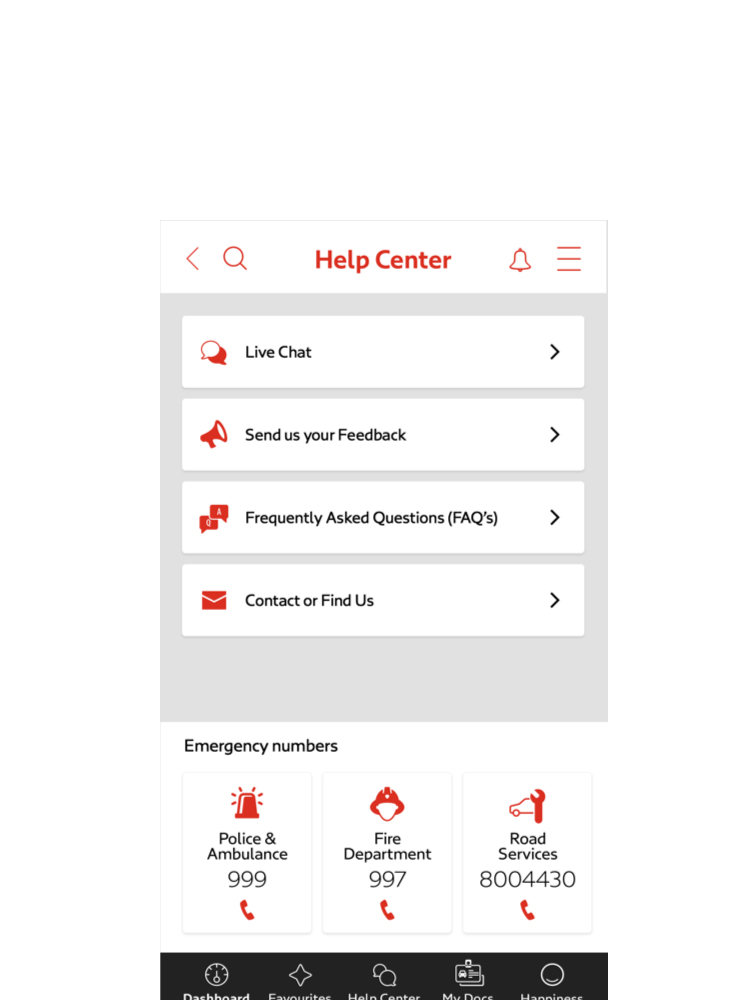 Help Center
Live Chat
Send us your Feedback
A
Q
Frequently Asked Questions (FAQ's)
Contact or Find Us
Emergency numbers
Police &
Ambulance
999
Fire
Department
997
Road
Services
8004430
Dashboard Favourites Help Center My Docs Happiness